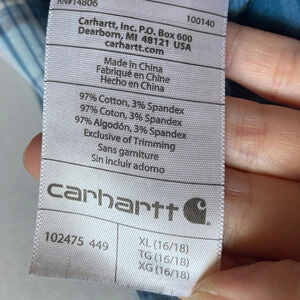 RN#14806
100140
Carhartt, Inc. P.O. Box 600
Dearborn, MI 48121 USA
carhartt.com
Made in China
Fabriqué en Chine
Hecho en China
97% Cotton, 3% Spandex
97% Coton, 3% Spandex
97% Algodón, 3% Spandex
Exclusive of Trimming
Sans garniture
Sin incluir adorno
carhartt
102475 449
XL (16/18)
TG (16/18)
XG (16/18)